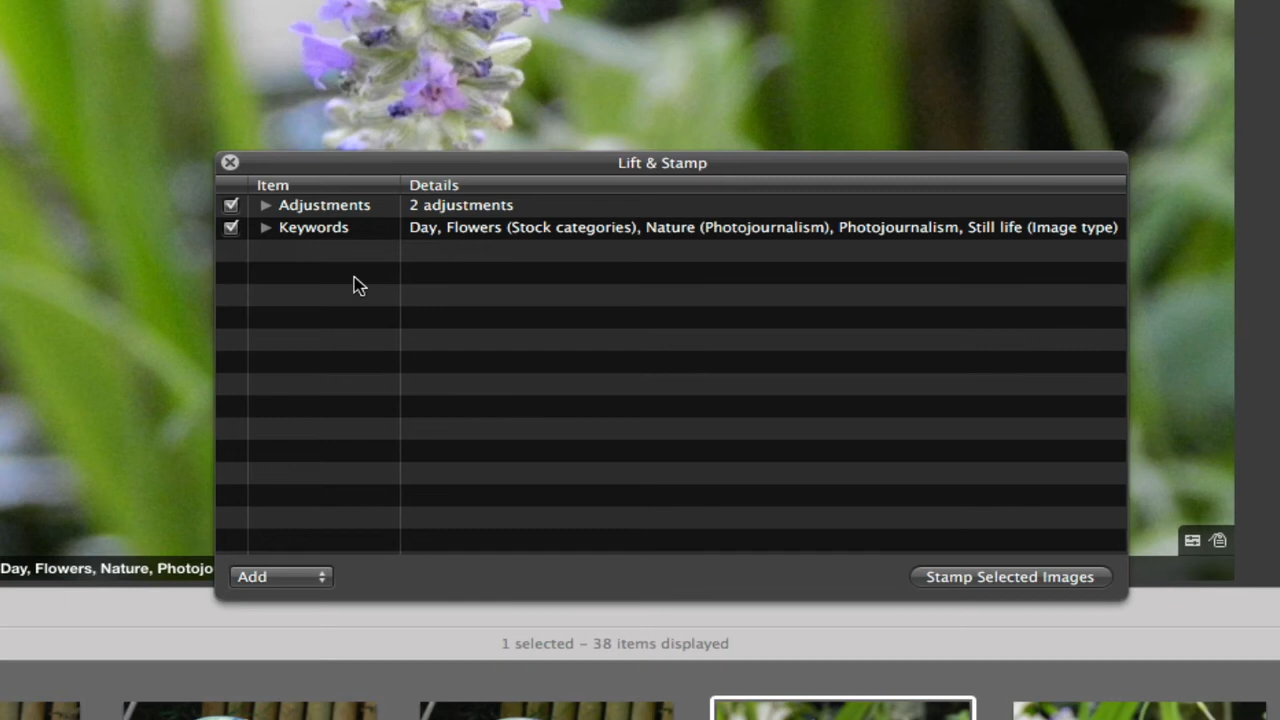 Lift & Stamp
Item Details
Adjustments 2 adjustments
Keywords Day, Flowers (Stock categories), Nature (Photojournalism), Photojournalism, Still life (Image type)
Day, Flowers, Nature, Photojo
Add Stamp Selected Images
1 selected – 38 items displayed